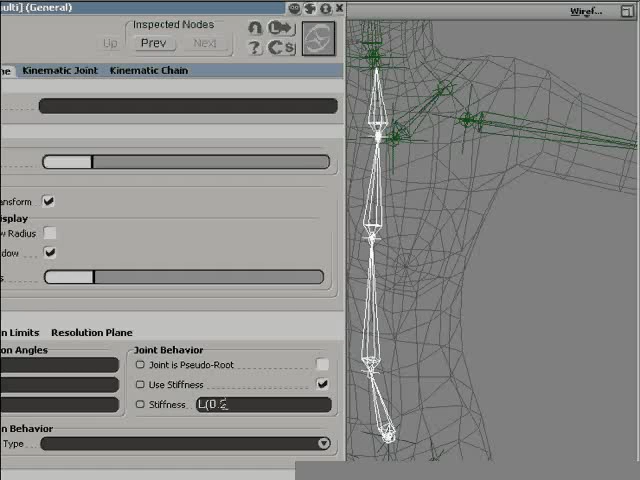 ulti] (General)
Wiref...
Inspected Nodes
Up Prev Next
ne Kinematic Joint Kinematic Chain
ansform
isplay
w Radius
dow
s
n Limits Resolution Plane
on Angles Joint Behavior
Joint is Pseudo-Root
Use Stiffness
Stiffness L(0.
n Behavior
Type